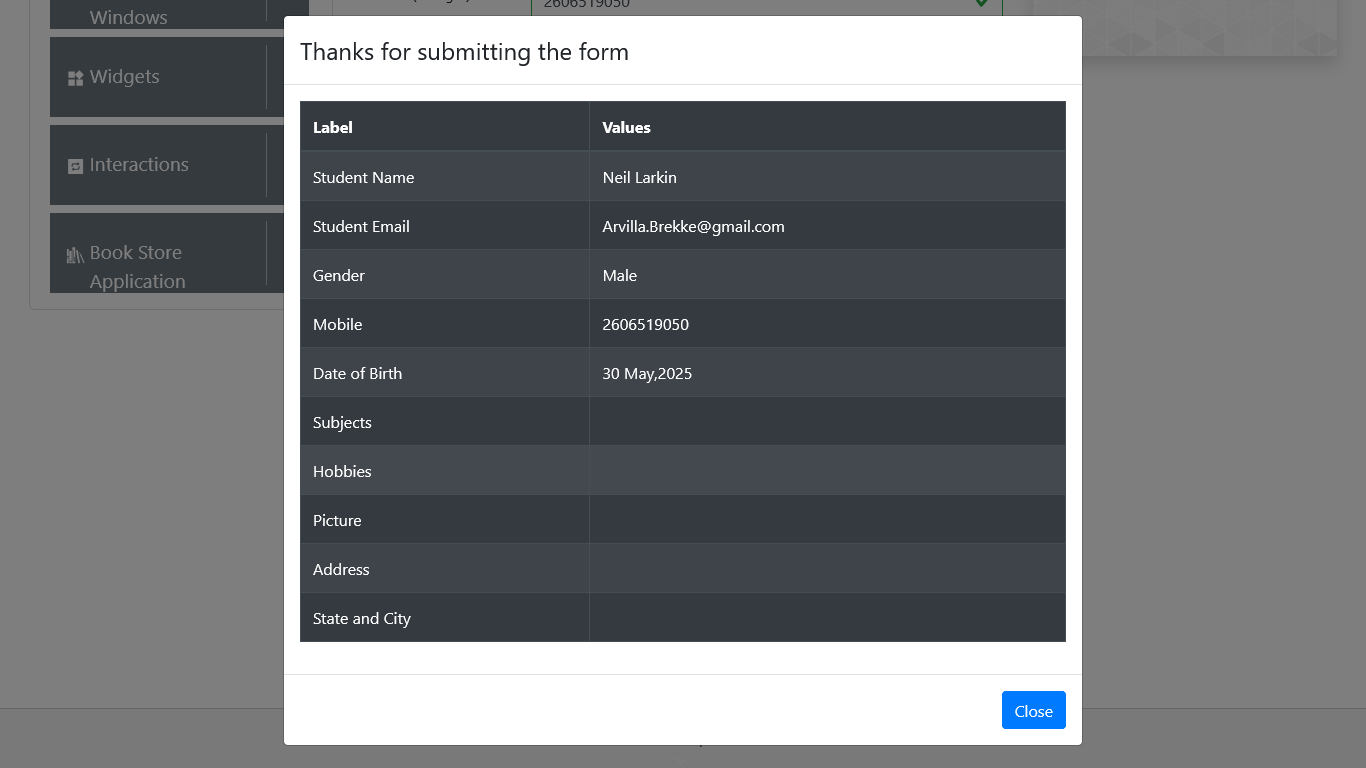 Windows
2606519050
Widgets
Interactions
Book Store
Application
Thanks for submitting the form
Label Values
Student Name Neil Larkin
Student Email Arvilla.Brekke@gmail.com
Gender Male
Mobile 2606519050
Date of Birth 30 May,2025
Subjects
Hobbies
Picture
Address
State and City
Close